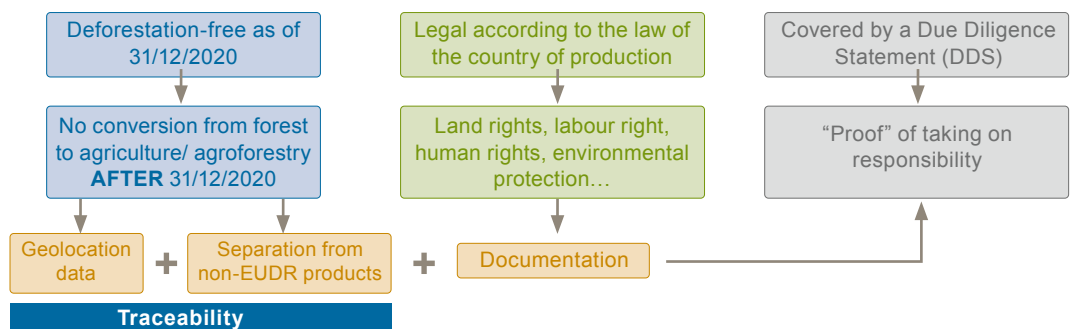 Deforestation-free as of
31/12/2020
Legal according to the law of
the country of production
Covered by a Due Diligence
Statement (DDS)
No conversion from forest
to agriculture/ agroforestry
AFTER 31/12/2020
Land rights, labour right,
human rights, environmental
protection…
“Proof” of taking on
responsibility
Geolocation
data
+
Separation from
non-EUDR products
+
Documentation
Traceability